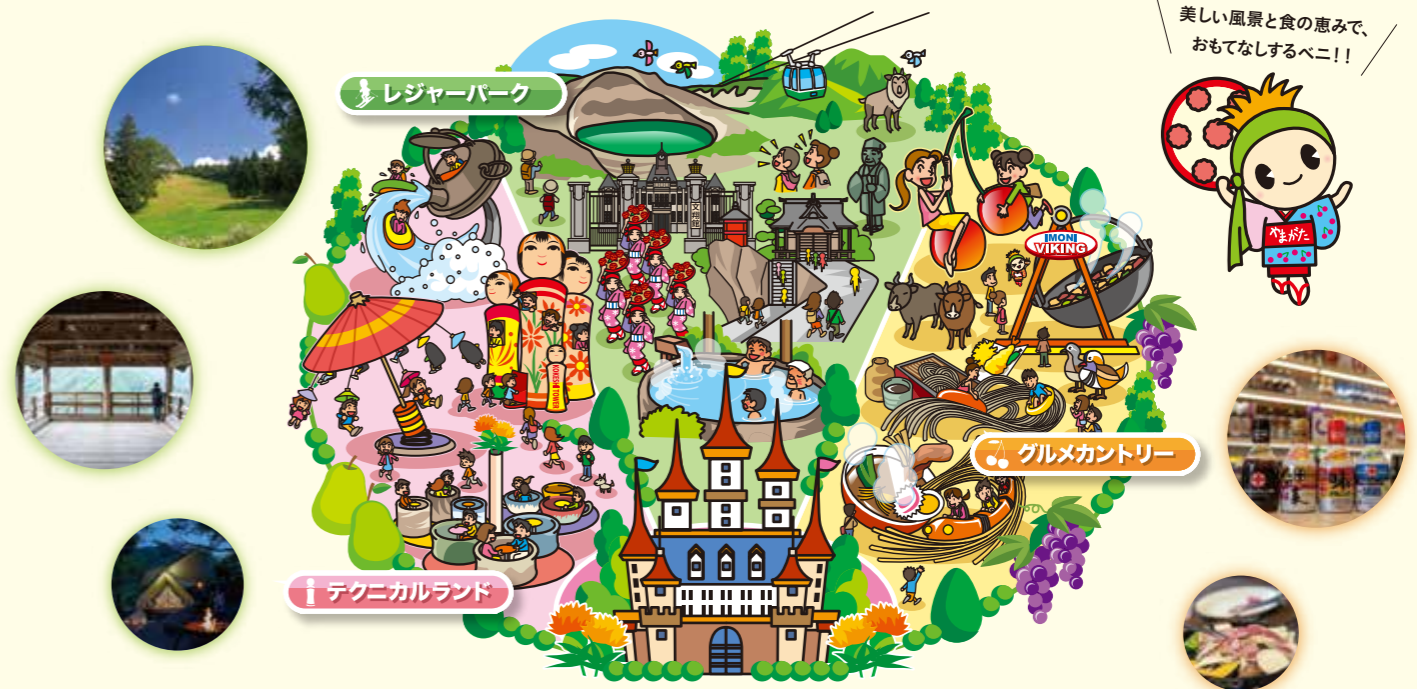 美しい風景と食の恵みで、
おもてなしするベニ!!
レジャーパーク
やまがた
文翔館
IMONI
VIKING
KOKESHI TOWER
グルメカントリー
テクニカルランド